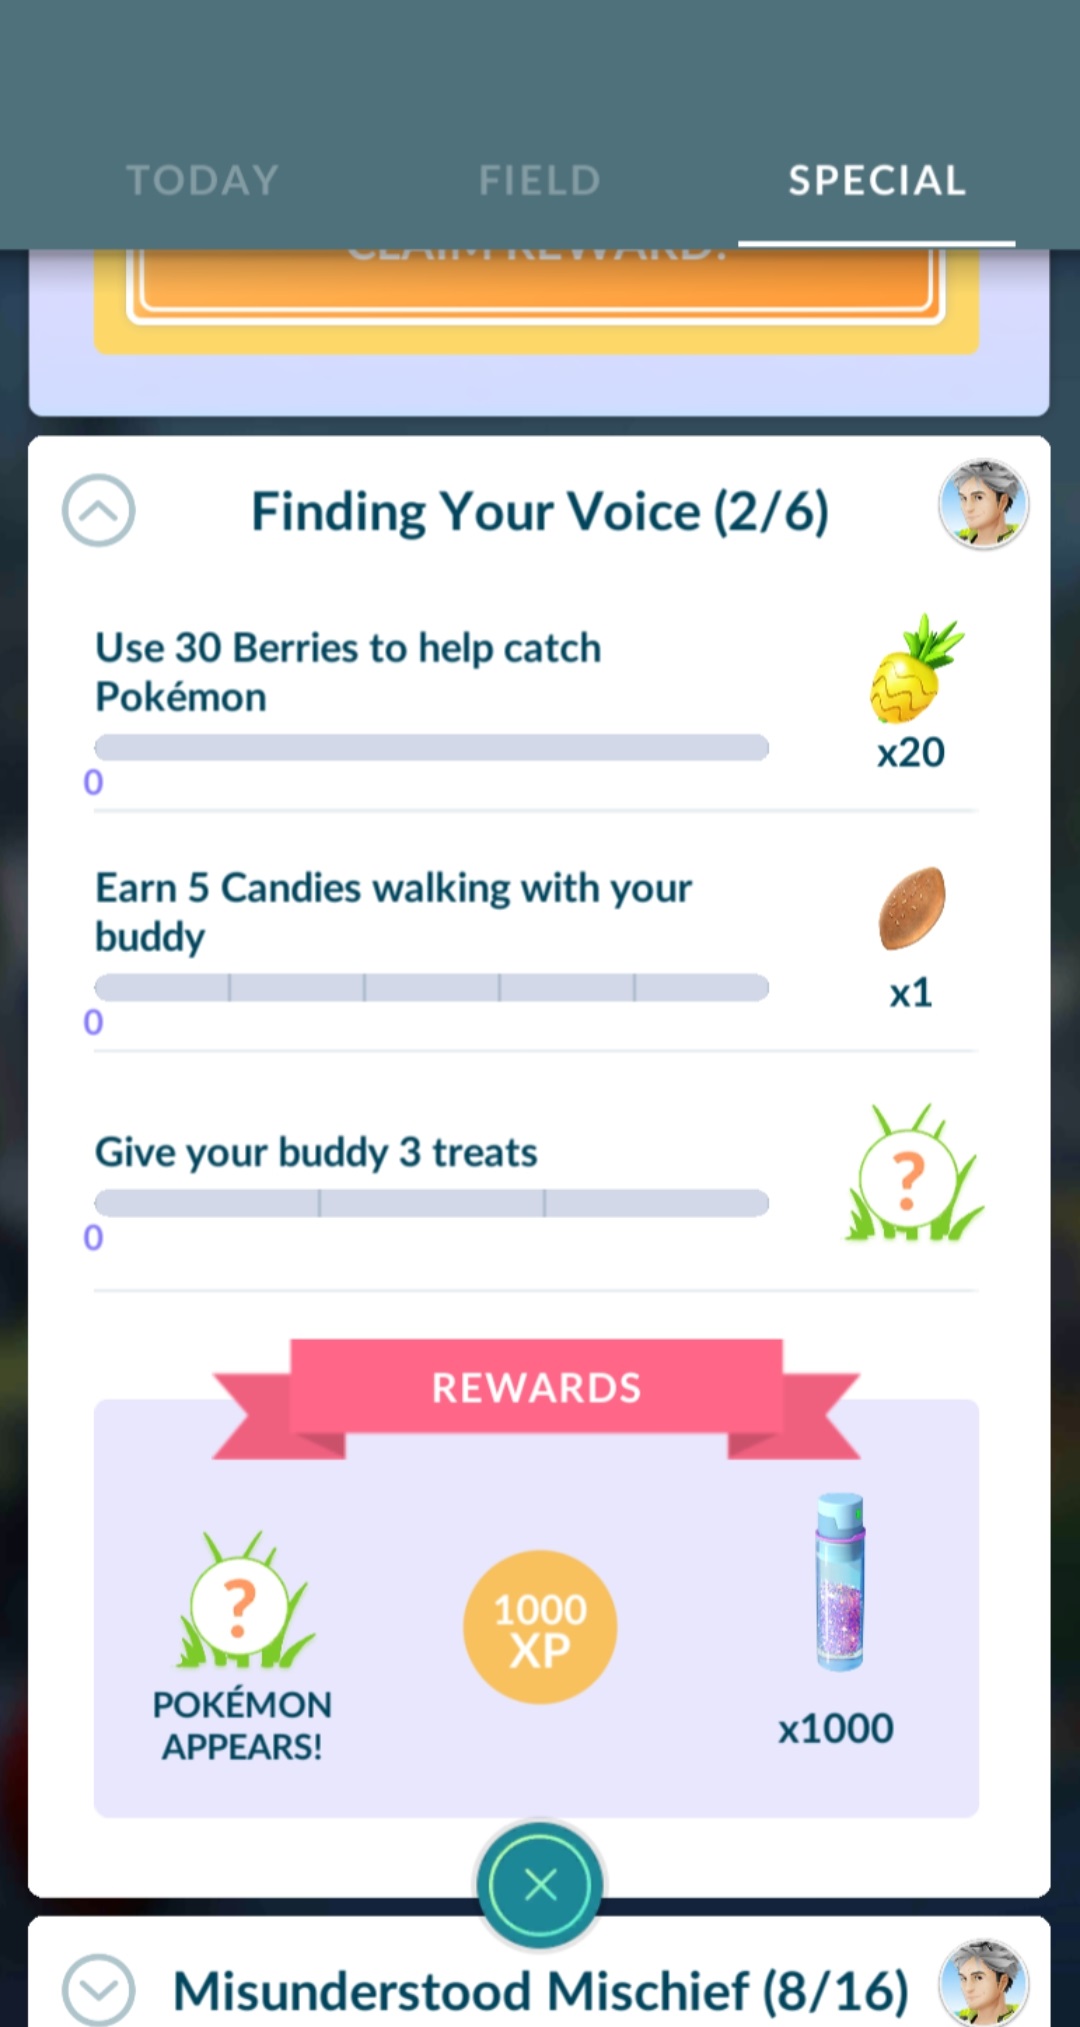 TODAY
FIELD
SPECIAL
CLAIM REWARD!
Finding Your Voice (2/6)
Use 30 Berries to help catch
Pokémon
x20
0
Earn 5 Candies walking with your
buddy
x1
0
Give your buddy 3 treats
?
0
REWARDS
?
1000
XP
POKÉMON
APPEARS!
x1000
Misunderstood Mischief (8/16)